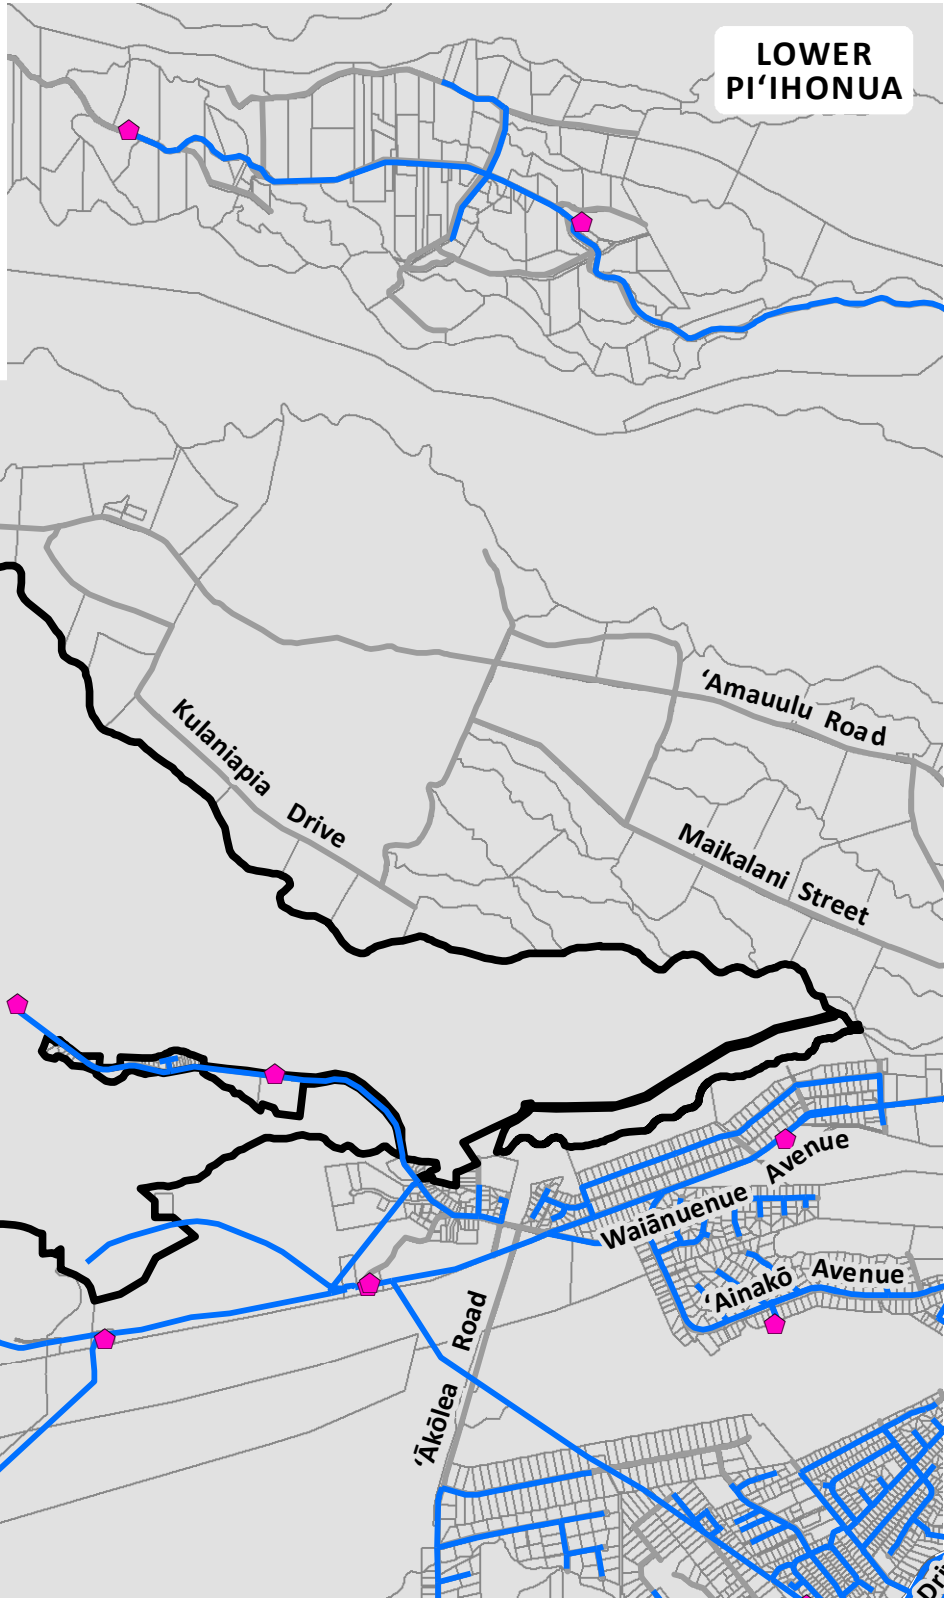 LOWER
PIʻIHONUA
ʻAmauulu Road
Kulaniapia Drive
Maikalani Street
Waiānuenue Avenue
ʻAinakō Avenue
ʻĀkōlea Road